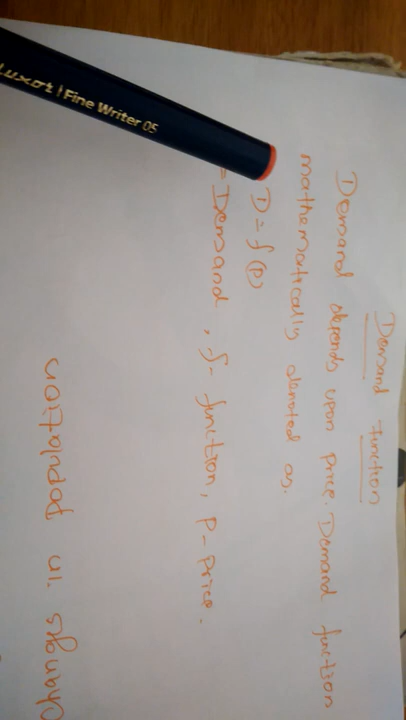 Luxor | Fine Writer 05
Demand function
Demand depends upon price. Demand function
mathematically denoted as.
D = f (P)
= Demand, f - function, P - price.
Changes in population